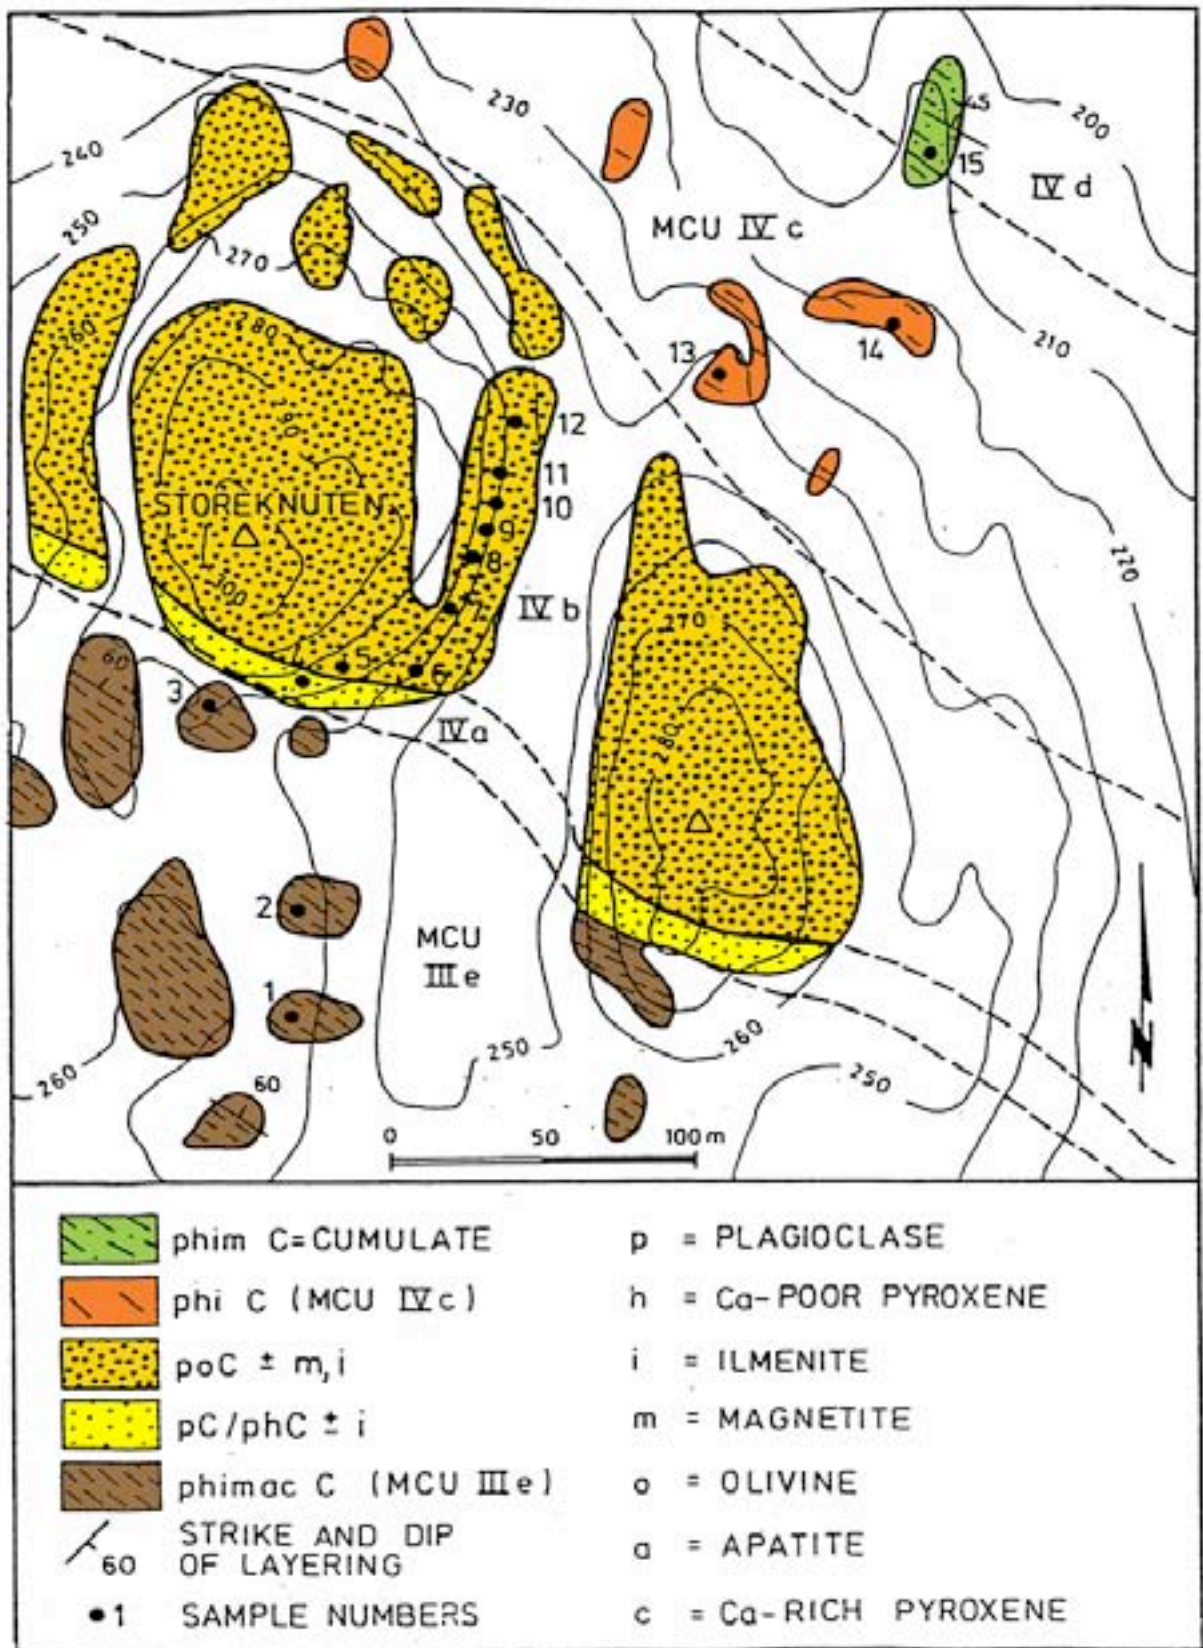 230
200
45
240
15
IV d
250
MCU IV c
270
260
280
210
13
14
290
12
11
STOREKNUTEN
10
9
8
220
300
7
IV b
270
60
5
6
3
IV a
280
2
MCU
III e
1
250
260
260
60
250
0 50 100 m
N
phim C=CUMULATE
phi C (MCU IV c)
poC ± m,i
pC/phC ± i
phimac C (MCU III e)
STRIKE AND DIP
60 OF LAYERING
•1 SAMPLE NUMBERS
p = PLAGIOCLASE
h = Ca-POOR PYROXENE
i = ILMENITE
m = MAGNETITE
o = OLIVINE
a = APATITE
c = Ca-RICH PYROXENE